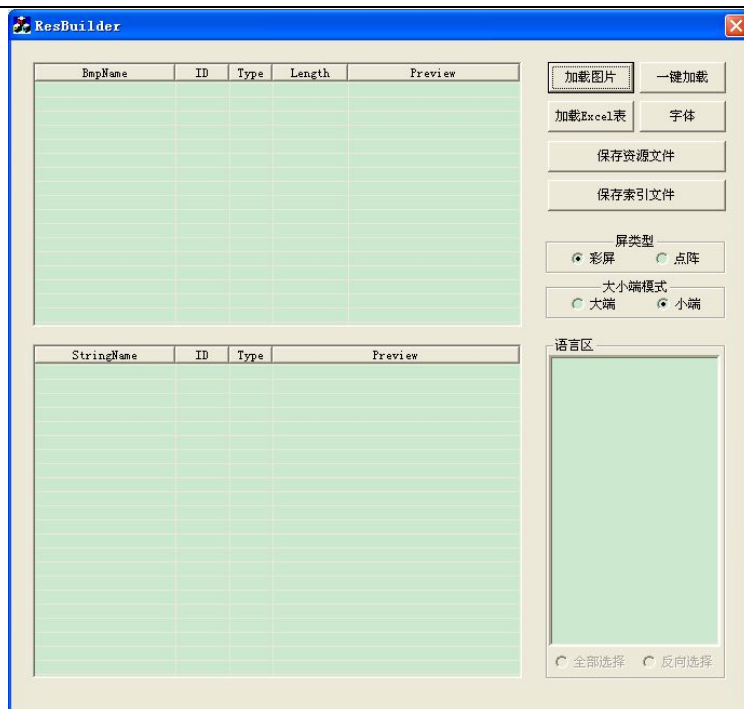 ResBuilder
BmpName ID Type Length Preview
加载图片 一键加载
加载Excel表 字体
保存资源文件
保存索引文件
屏类型
彩屏 点阵
大小端模式
大端 小端
StringName ID Type Preview
语言区
全部选择 反向选择